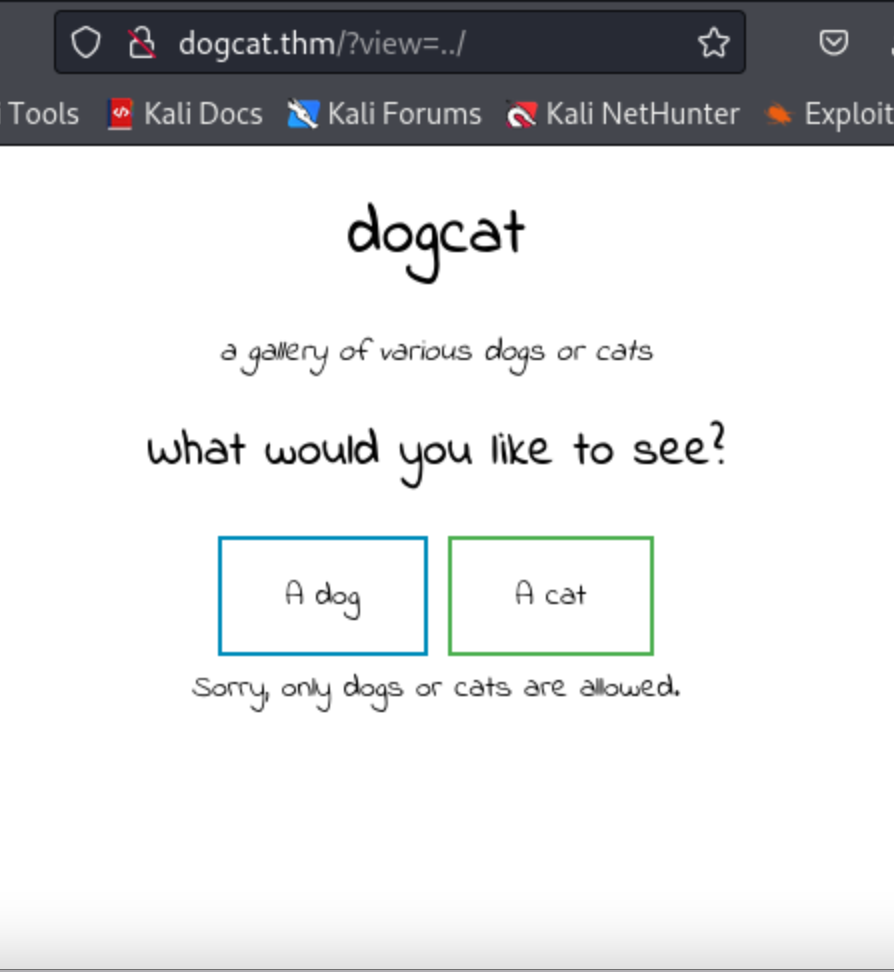 dogcat.thm/?view=../
Tools Kali Docs Kali Forums Kali NetHunter Exploit
dogcat
a gallery of various dogs or cats
What would you like to see?
A dog A cat
Sorry, only dogs or cats are allowed.